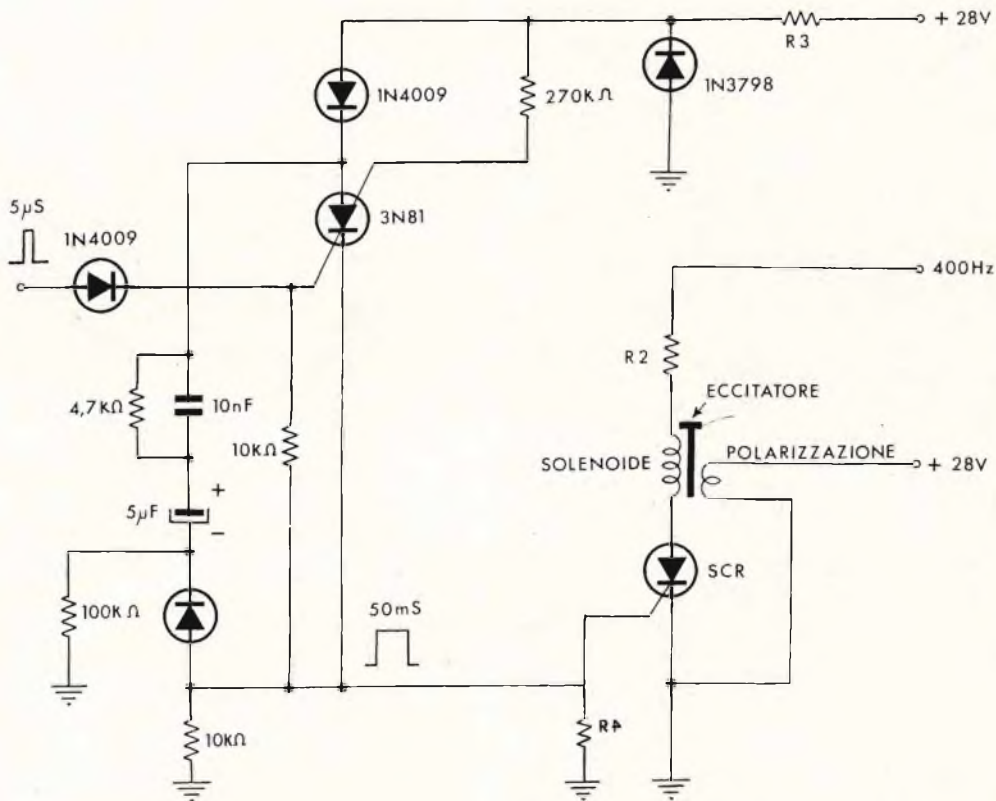 + 28V
R3
1N4009
270KΩ
1N3798
5µS
1N4009
3N81
400Hz
R2
ECCITATORE
4,7KΩ
10nF
10KΩ
SOLENOIDE
POLARIZZAZIONE
+ 28V
+
5µF
−
SCR
100KΩ
50mS
R4
10KΩ